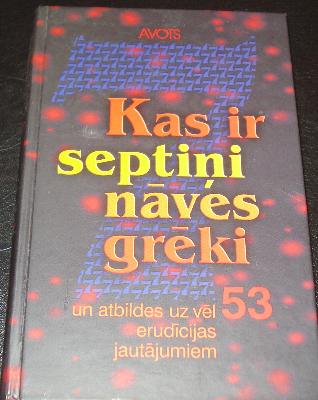 AVOTS
Kas ir
septiņi
nāves
grēki
un atbildes uz vēl 53
erudīcijas
jautājumiem